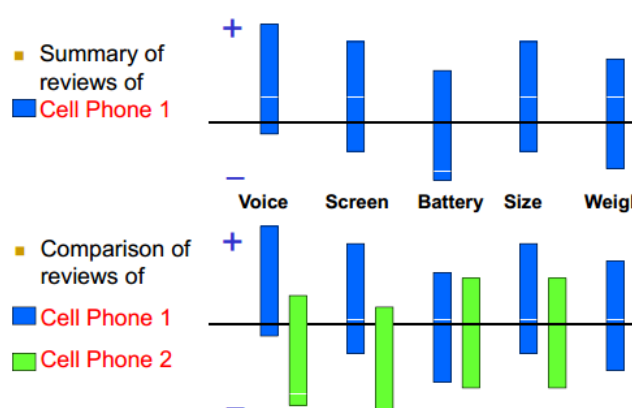 +
Summary of
reviews of
Cell Phone 1
−
Voice Screen Battery Size Weigh
Comparison of
+
reviews of
Cell Phone 1
Cell Phone 2